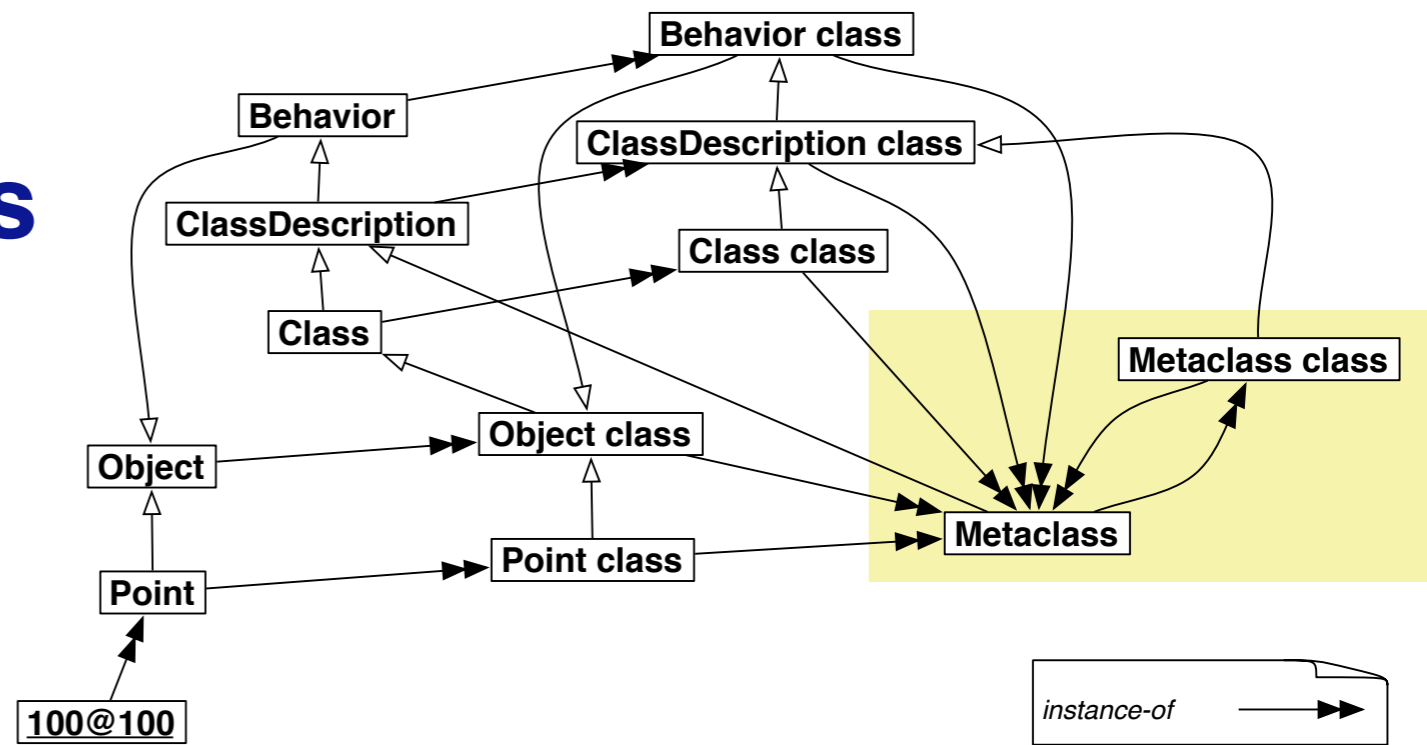 Behavior class
Behavior
ClassDescription class
s
ClassDescription
Class class
Class
Metaclass class
Object class
Object
Metaclass
Point class
Point
instance-of
100@100